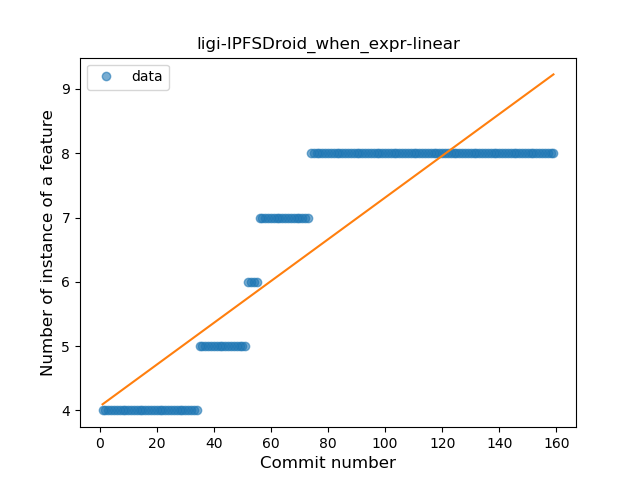 ligi-IPFSDroid_when_expr-linear
data
Number of instance of a feature
9
8
7
6
5
4
0 20 40 60 80 100 120 140 160
Commit number